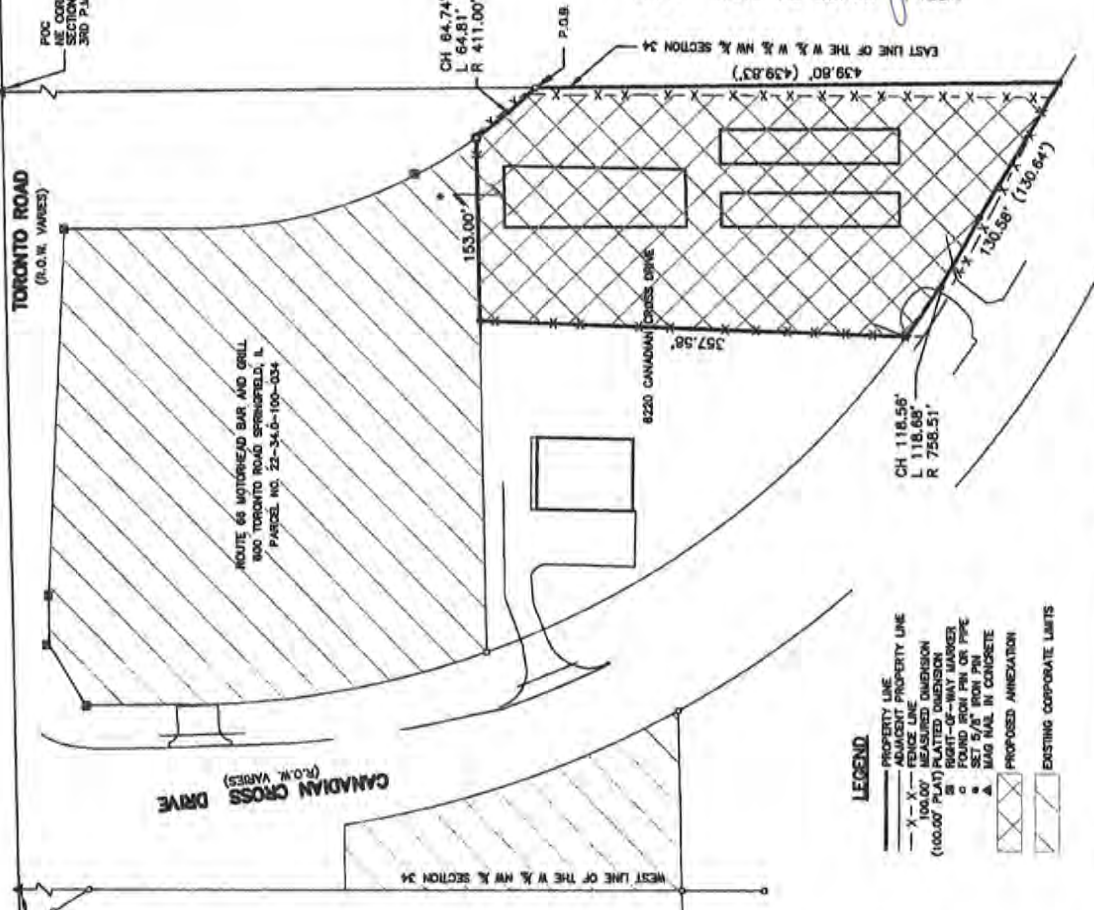 POC
NE COR
SECTION
3RD P.M
TORONTO ROAD
(R.O.W. VARIES)
CH 64.74'
L 64.81'
R 411.00'
P.O.B.
EAST LINE OF THE W ½ W ½ NW ¼ SECTION 34
439.80' (439.83')
ROUTE 66 MOTORHEAD BAR AND GRILL
600 TORONTO ROAD SPRINGFIELD, IL
PARCEL NO. 22-34.0-100-034
153.00'
357.58'
6220 CANADIAN CROSS DRIVE
130.58' (130.64')
CH 118.56'
L 118.68'
R 758.51'
CANADIAN CROSS DRIVE
(R.O.W. VARIES)
WEST LINE OF THE W ½ NW ¼ SECTION 34
LEGEND
PROPERTY LINE
ADJACENT PROPERTY LINE
— X — X — FENCE LINE
100.00' MEASURED DIMENSION
(100.00' PLAT) PLATTED DIMENSION
RIGHT-OF-WAY MARKER
FOUND IRON PIN OR PIPE
SET 5/8" IRON PIN
MAG NAIL IN CONCRETE
PROPOSED ANNEXATION
EXISTING CORPORATE LIMITS